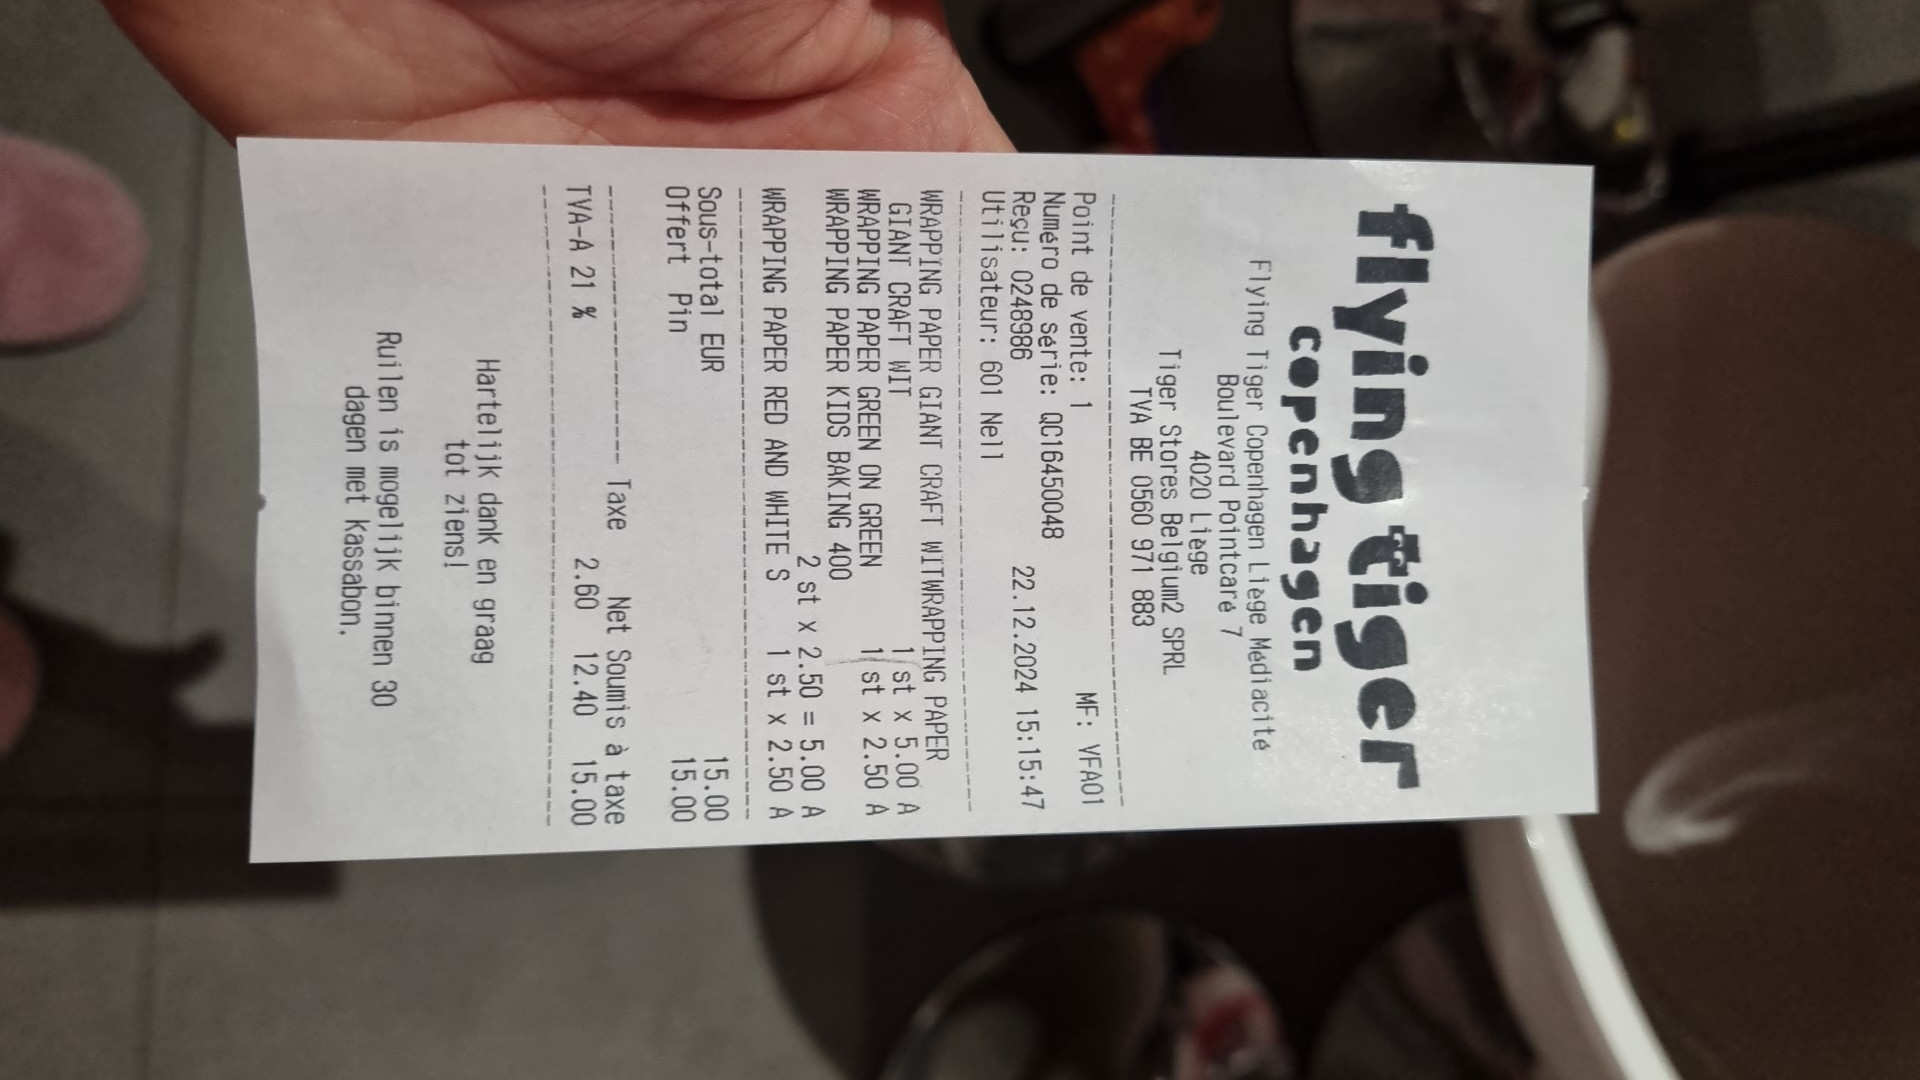 flying tiger
copenhagen
Flying Tiger Copenhagen Liège Médiacité
Boulevard Pointcaré 7
4020 Liège
Tiger Stores Belgium2 SPRL
TVA BE 0560 971 883
Point de vente: 1 MF: VFA01
Numéro de série: QC16450048
Reçu: 0248986 22.12.2024 15:15:47
Utilisateur: 601 Nell
WRAPPING PAPER GIANT CRAFT WITWRAPPING PAPER
GIANT CRAFT WIT 1 st x 5.00 A
WRAPPING PAPER GREEN ON GREEN 1 st x 2.50 A
WRAPPING PAPER KIDS BAKING 400
2 st x 2.50 = 5.00 A
WRAPPING PAPER RED AND WHITE S 1 st x 2.50 A
Sous-total EUR 15.00
Offert Pin 15.00
Taxe Net Soumis à taxe
TVA-A 21 % 2.60 12.40 15.00
Hartelijk dank en graag
tot ziens!
Ruilen is mogelijk binnen 30
dagen met kassabon.